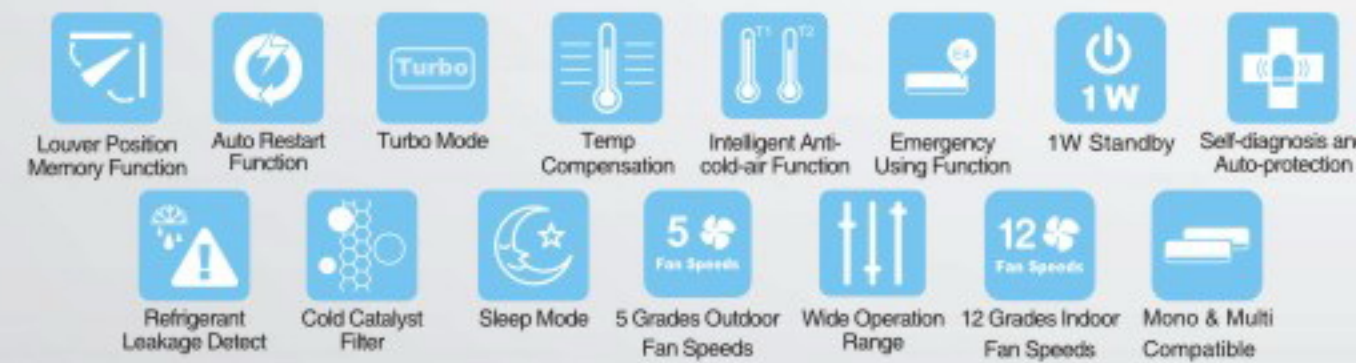 T1 T2
E4
Turbo
1 W
Louver Position
Memory Function
Auto Restart
Function
Turbo Mode
Temp
Compensation
Intelligent Anti-
cold-air Function
Emergency
Using Function
1W Standby
Self-diagnosis an
Auto-protection
5
Fan Speeds
12
Fan Speeds
Refrigerant
Leakage Detect
Cold Catalyst
Filter
Sleep Mode
5 Grades Outdoor
Fan Speeds
Wide Operation
Range
12 Grades Indoor
Fan Speeds
Mono & Multi
Compatible